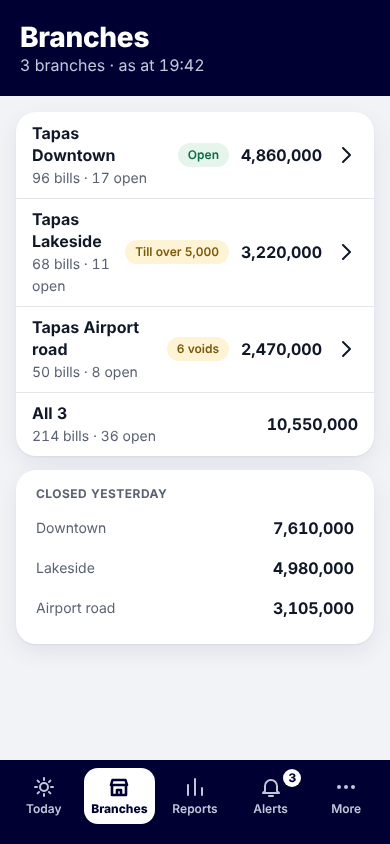 Branches
3 branches · as at 19:42
Tapas
Downtown
96 bills · 17 open
Open
4,860,000
Tapas
Lakeside
68 bills · 11
open
Till over 5,000
3,220,000
Tapas Airport
road
50 bills · 8 open
6 voids
2,470,000
All 3
214 bills · 36 open
10,550,000
CLOSED YESTERDAY
Downtown 7,610,000
Lakeside 4,980,000
Airport road 3,105,000
3
Today Branches Reports Alerts More